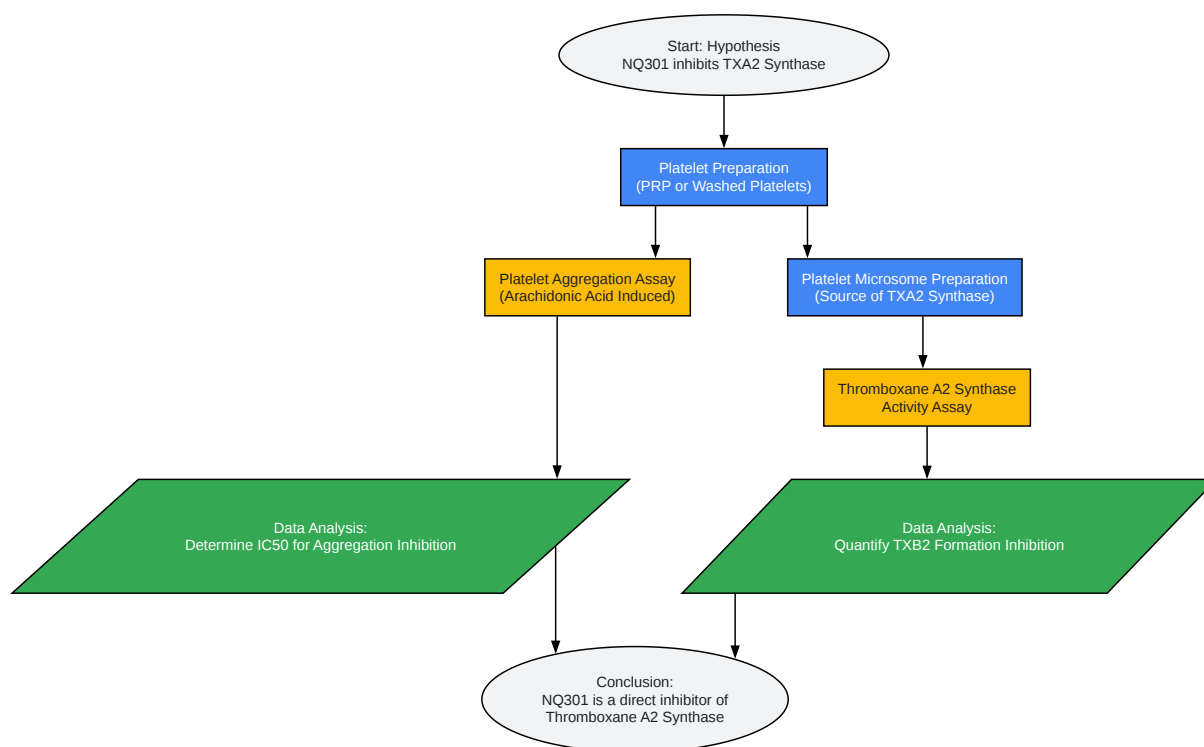 Start: Hypothesis
NQ301 inhibits TXA2 Synthase
Platelet Preparation
(PRP or Washed Platelets)
Platelet Aggregation Assay
(Arachidonic Acid Induced)
Platelet Microsome Preparation
(Source of TXA2 Synthase)
Thromboxane A2 Synthase
Activity Assay
Data Analysis:
Determine IC50 for Aggregation Inhibition
Data Analysis:
Quantify TXB2 Formation Inhibition
Conclusion:
NQ301 is a direct inhibitor of
Thromboxane A2 Synthase